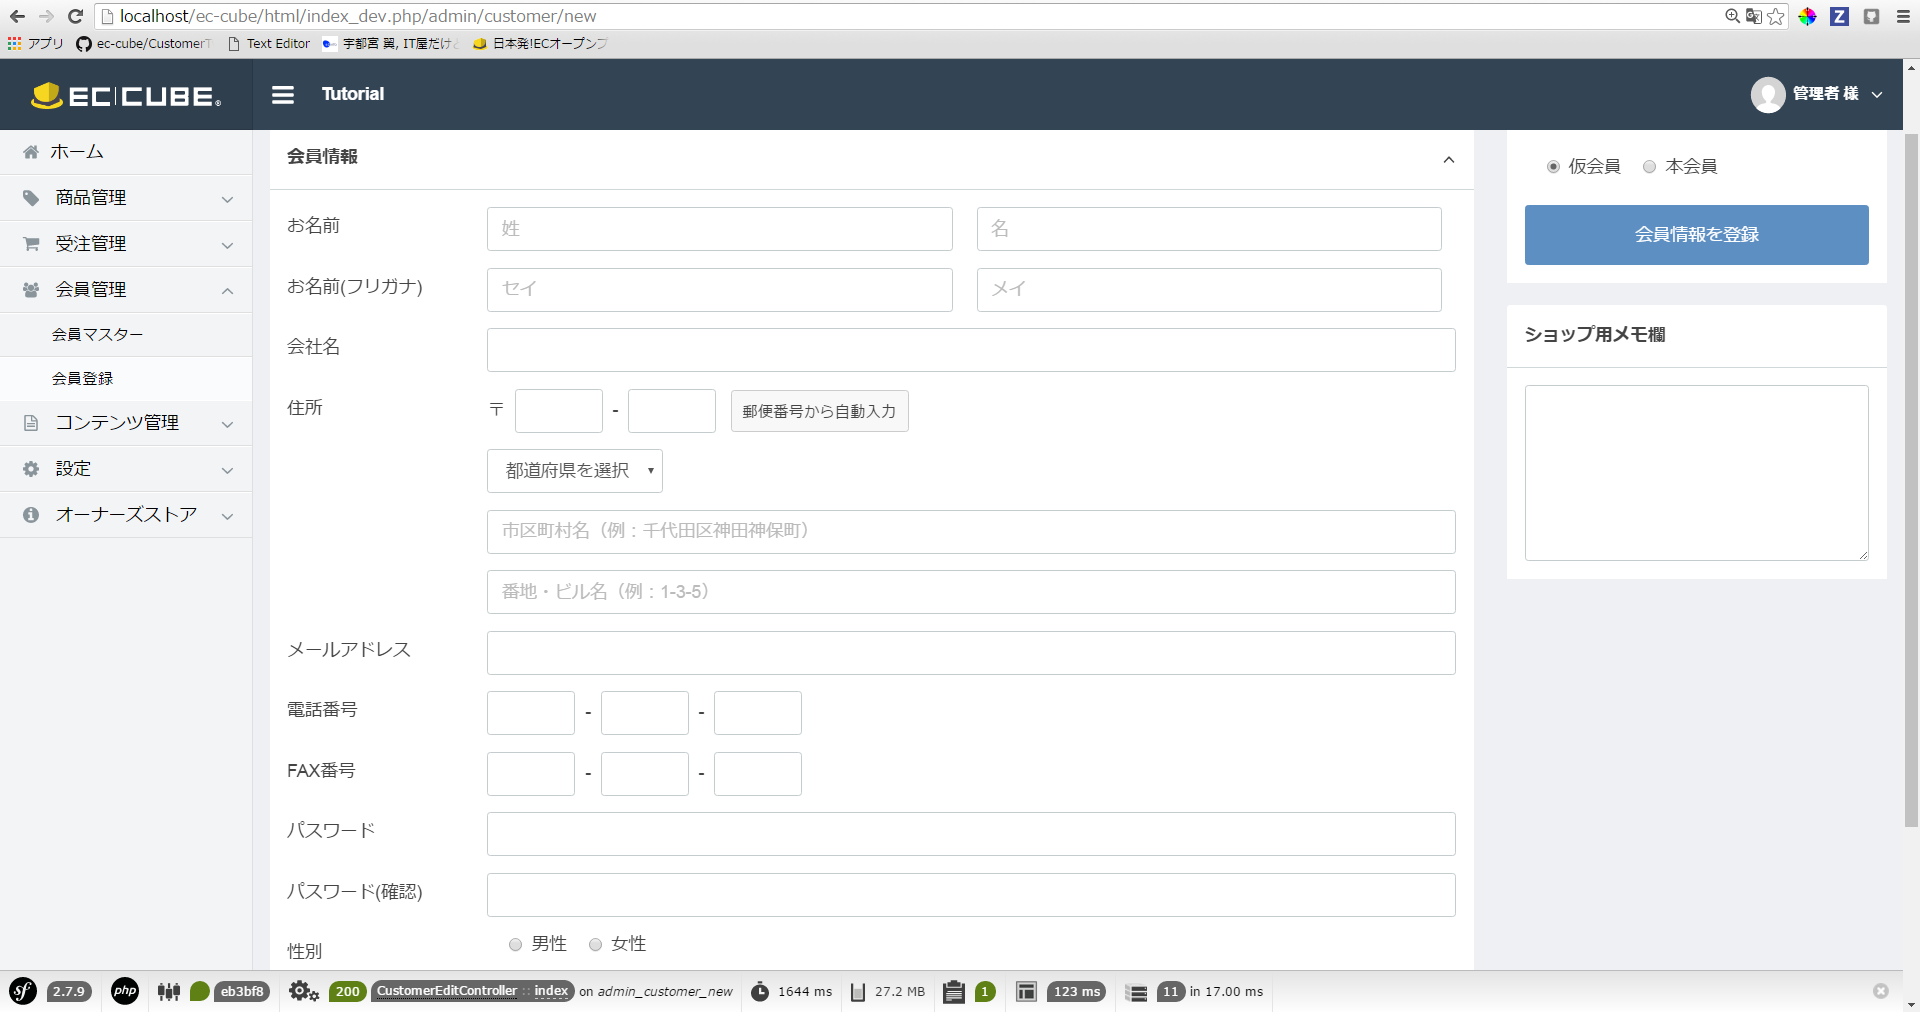 localhost/ec-cube/html/index_dev.php/admin/customer/new
アプリ ec-cube/CustomerT Text Editor 宇都宮 翼, IT屋だけど 日本発!ECオープンプ
EC CUBE® Tutorial 管理者 様
ホーム
商品管理
受注管理
会員管理
会員マスター
会員登録
コンテンツ管理
設定
オーナーズストア
会員情報
お名前 姓 名
お名前(フリガナ) セイ メイ
会社名
住所 〒 - 郵便番号から自動入力
都道府県を選択
市区町村名（例：千代田区神田神保町）
番地・ビル名（例：1-3-5）
メールアドレス
電話番号 - -
FAX番号 - -
パスワード
パスワード(確認)
性別 男性 女性
仮会員 本会員
会員情報を登録
ショップ用メモ欄
sf 2.7.9 php eb3bf8 200 CustomerEditController :: index on admin_customer_new 1644 ms 27.2 MB 1 123 ms 11 in 17.00 ms